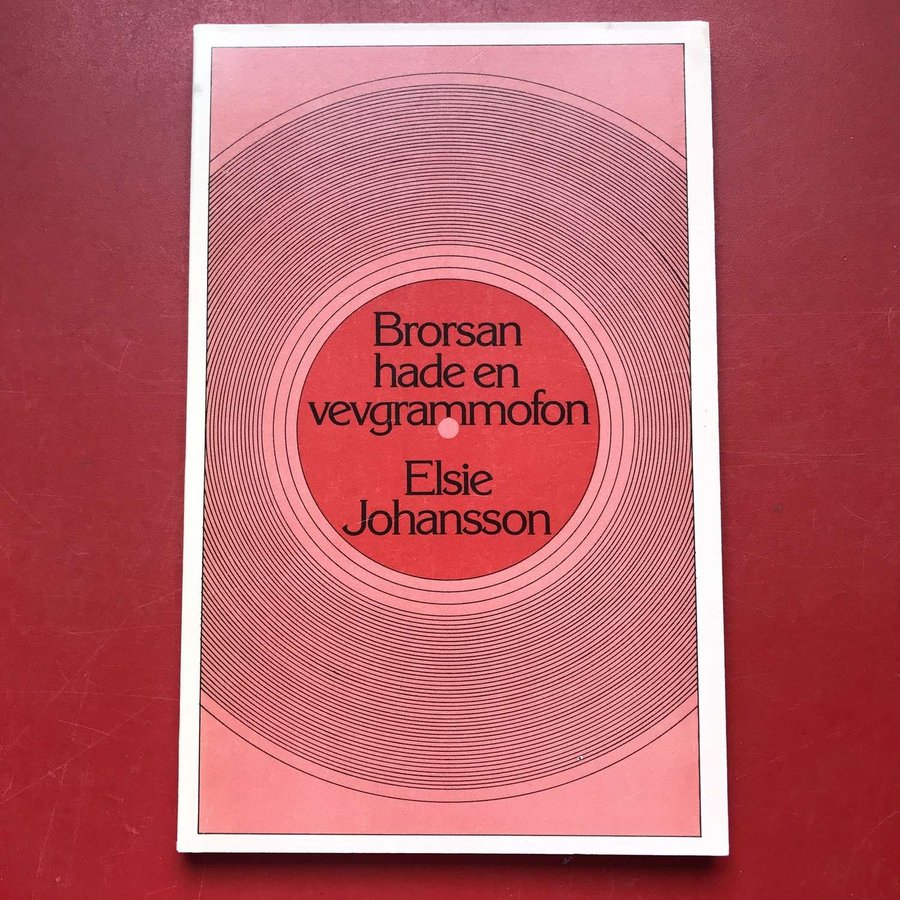 Brorsan
hade en
vevgrammofon
Elsie
Johansson